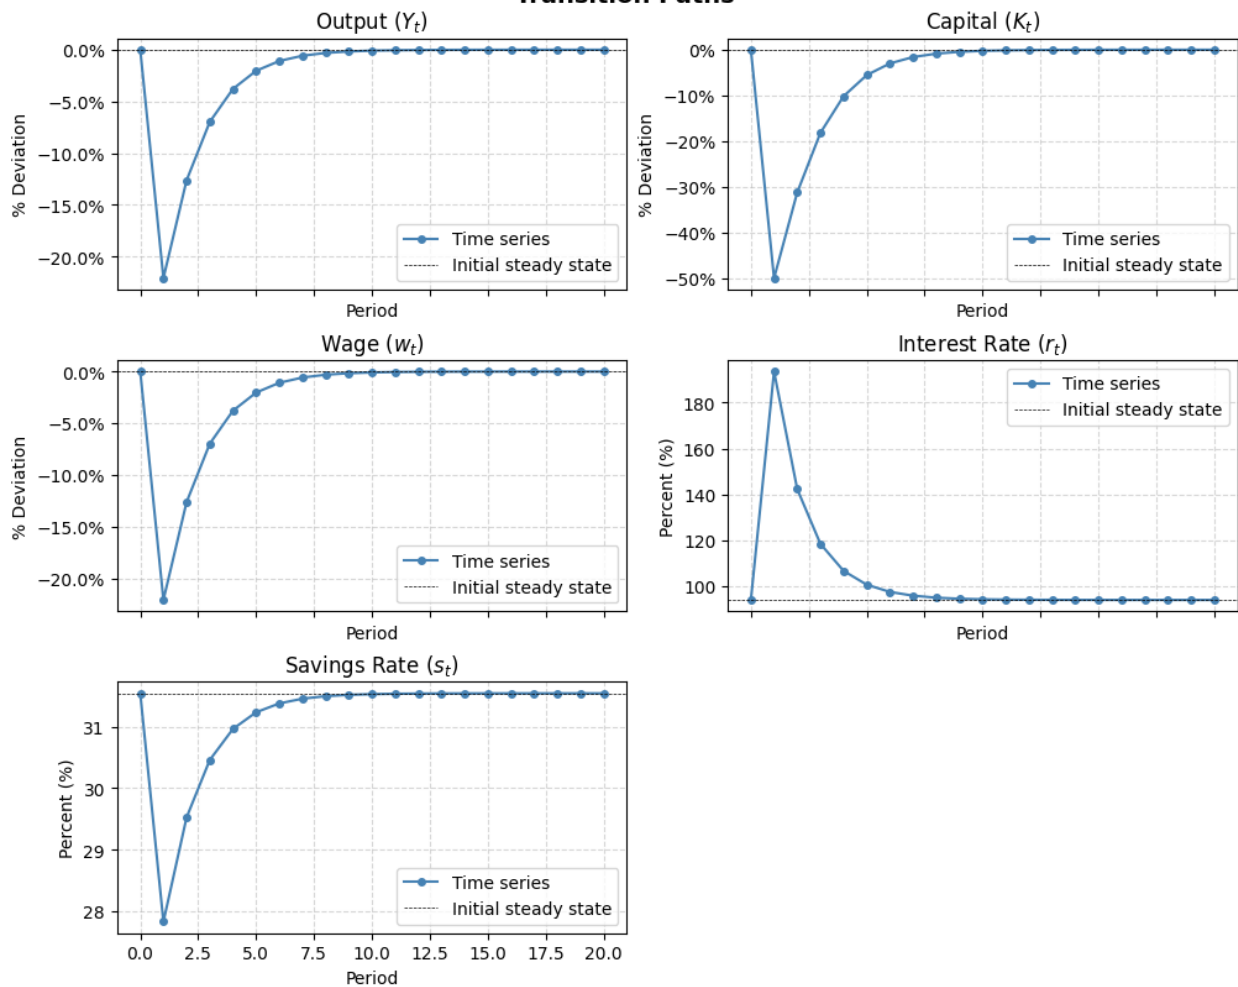 Transition Paths
Output (Y_t)
0.0%
−5.0%
−10.0%
−15.0%
−20.0%
% Deviation
Time series
Initial steady state
Period
Capital (K_t)
0%
−10%
−20%
−30%
−40%
−50%
% Deviation
Time series
Initial steady state
Period
Wage (w_t)
0.0%
−5.0%
−10.0%
−15.0%
−20.0%
% Deviation
Time series
Initial steady state
Period
Interest Rate (r_t)
180
160
140
120
100
Percent (%)
Time series
Initial steady state
Period
Savings Rate (s_t)
31
30
29
28
Percent (%)
Time series
Initial steady state
0.0 2.5 5.0 7.5 10.0 12.5 15.0 17.5 20.0
Period